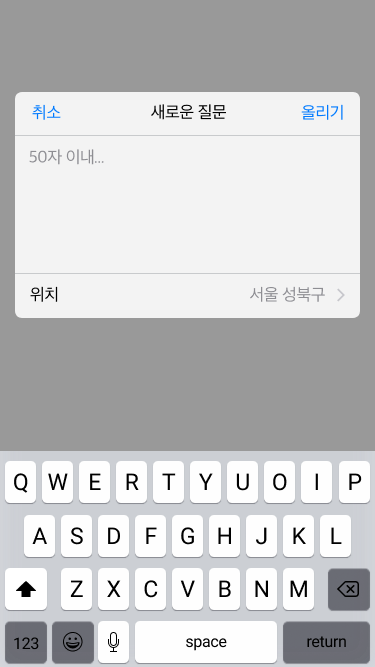 취소 새로운 질문 올리기
50자 이내...
위치 서울 성북구
Q W E R T Y U O I P
A S D F G H J K L
Z X C V B N M
123 space return